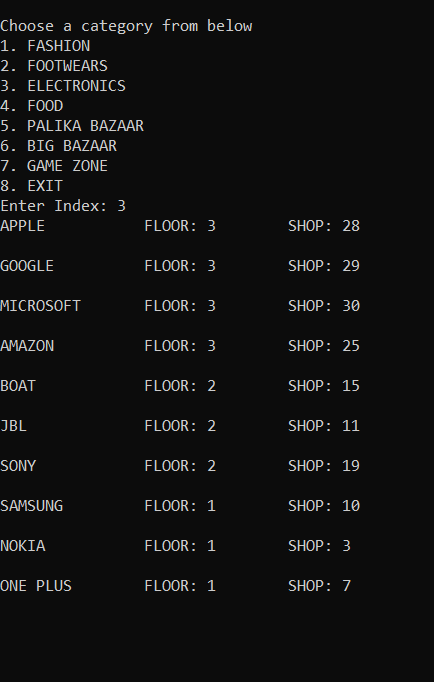 Choose a category from below
1. FASHION
2. FOOTWEARS
3. ELECTRONICS
4. FOOD
5. PALIKA BAZAAR
6. BIG BAZAAR
7. GAME ZONE
8. EXIT
Enter Index: 3
APPLE FLOOR: 3 SHOP: 28
GOOGLE FLOOR: 3 SHOP: 29
MICROSOFT FLOOR: 3 SHOP: 30
AMAZON FLOOR: 3 SHOP: 25
BOAT FLOOR: 2 SHOP: 15
JBL FLOOR: 2 SHOP: 11
SONY FLOOR: 2 SHOP: 19
SAMSUNG FLOOR: 1 SHOP: 10
NOKIA FLOOR: 1 SHOP: 3
ONE PLUS FLOOR: 1 SHOP: 7